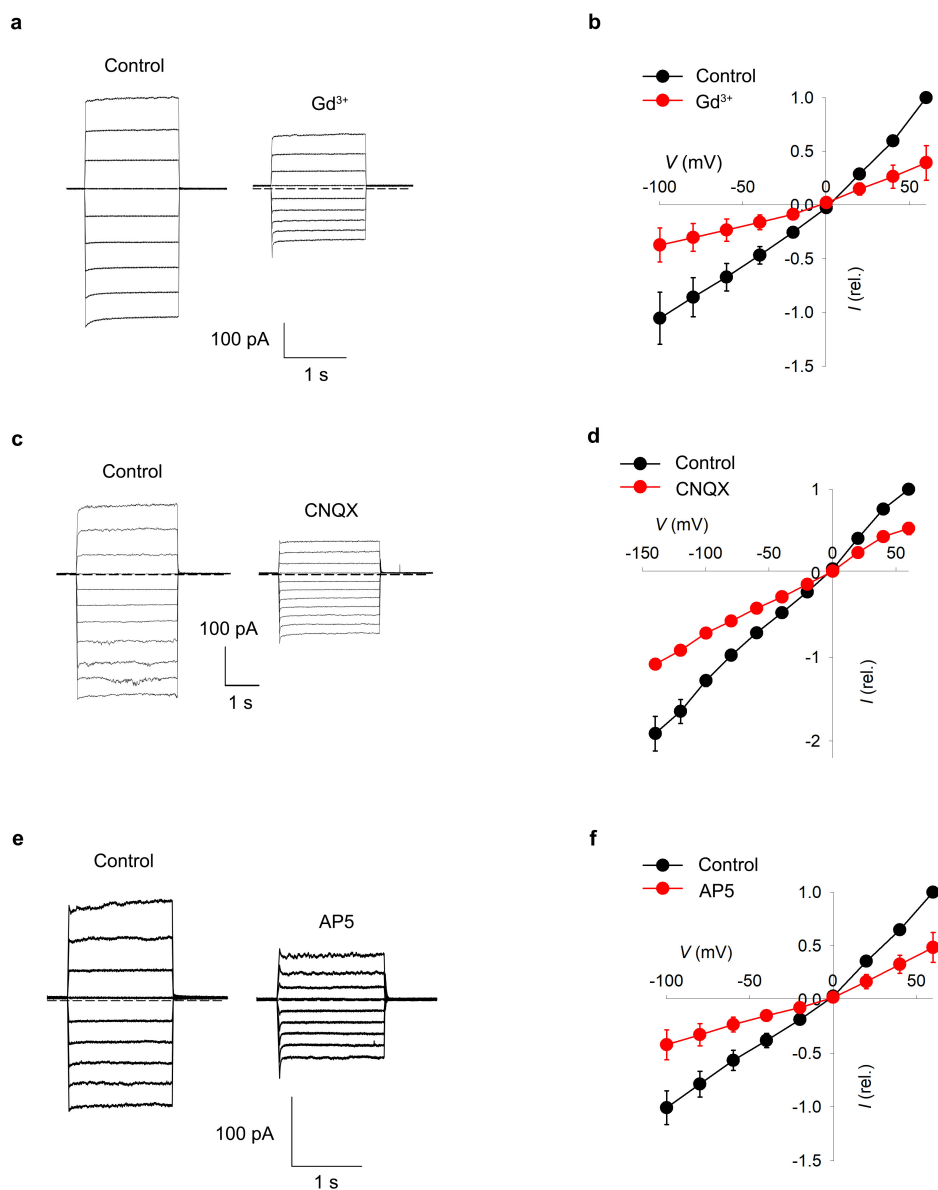 a
Control
Gd³⁺
100 pA
1 s
b
Control
Gd³⁺
V (mV)
-100 -50 0 50
1.0
0.5
0.0
-0.5
-1.0
-1.5
I (rel.)
c
Control
CNQX
100 pA
1 s
d
Control
CNQX
V (mV)
-150 -100 -50 0 50
1
0
-1
-2
I (rel.)
e
Control
AP5
100 pA
1 s
f
Control
AP5
V (mV)
-100 -50 0 50
1.0
0.5
0.0
-0.5
-1.0
-1.5
I (rel.)